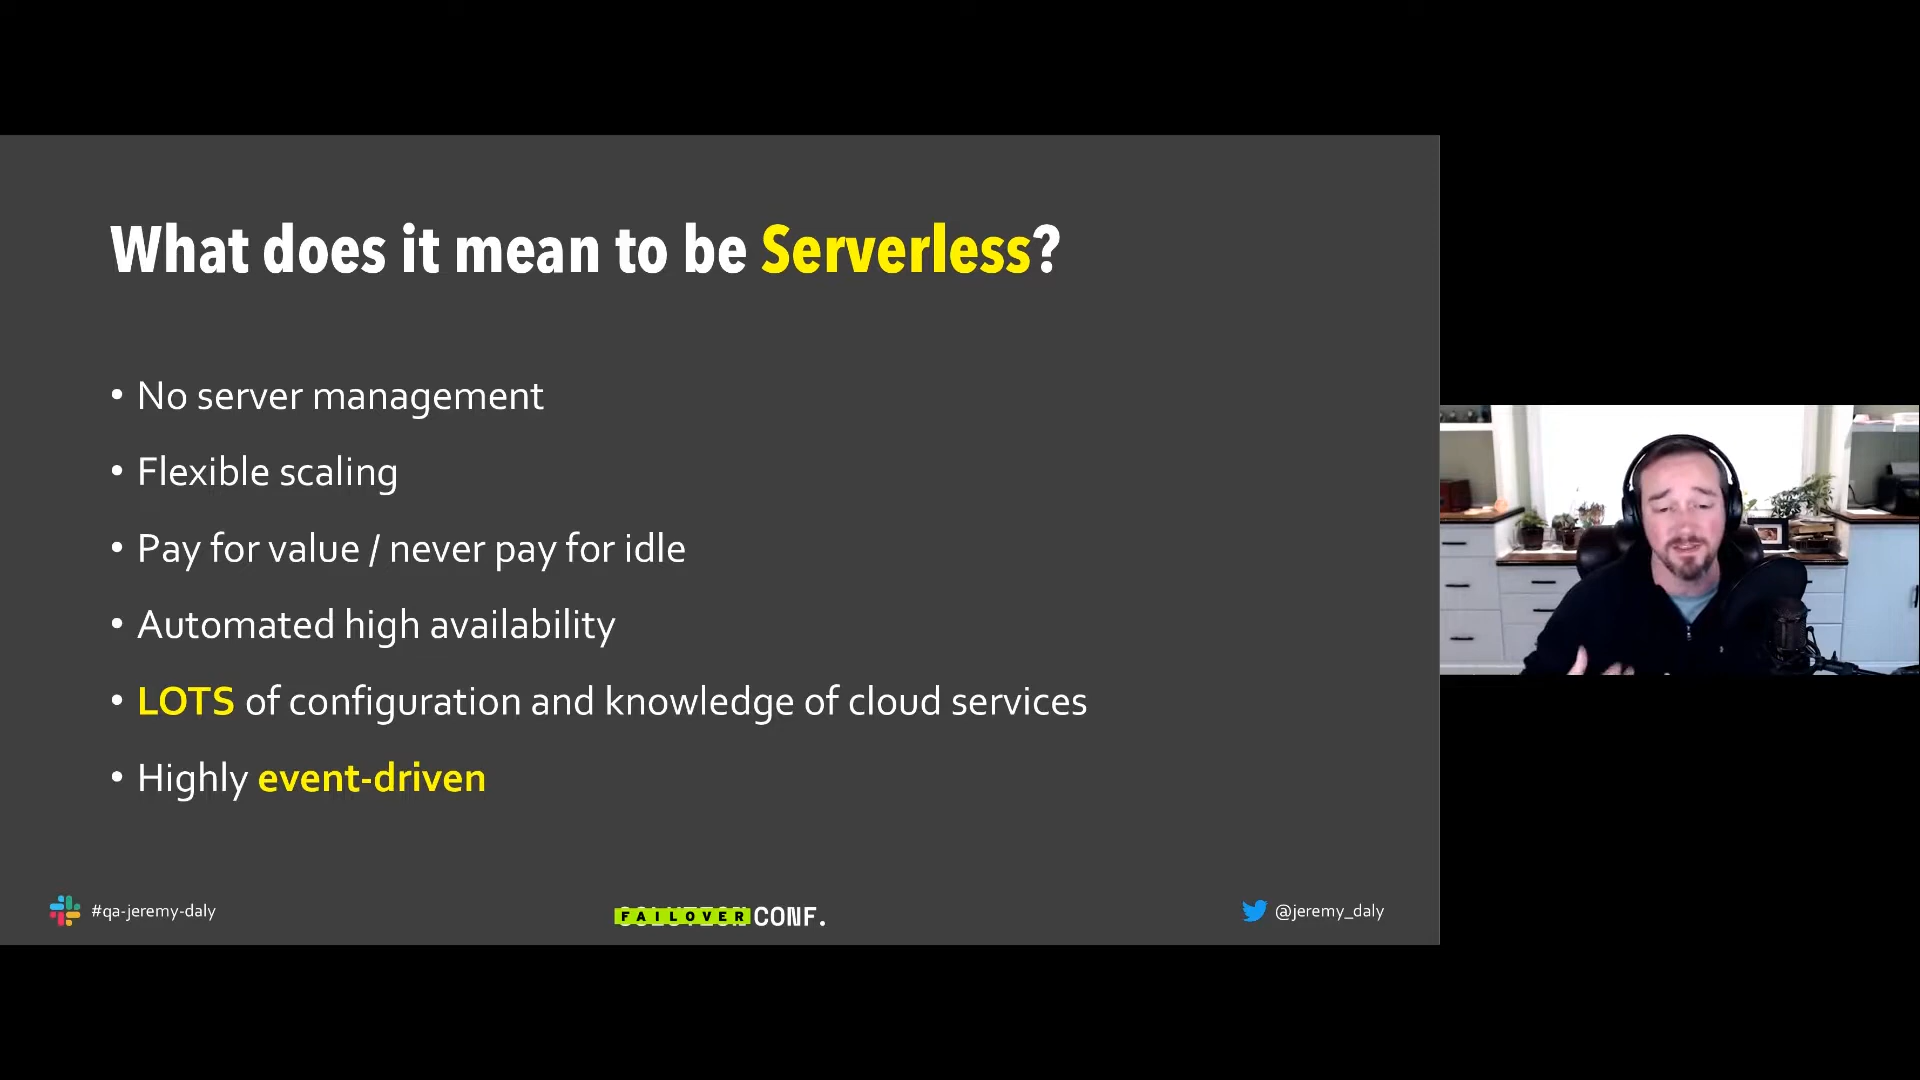 What does it mean to be Serverless?
• No server management
• Flexible scaling
• Pay for value / never pay for idle
• Automated high availability
• LOTS of configuration and knowledge of cloud services
• Highly event-driven
#qa-jeremy-daly
FAILOVER CONF.
@jeremy_daly